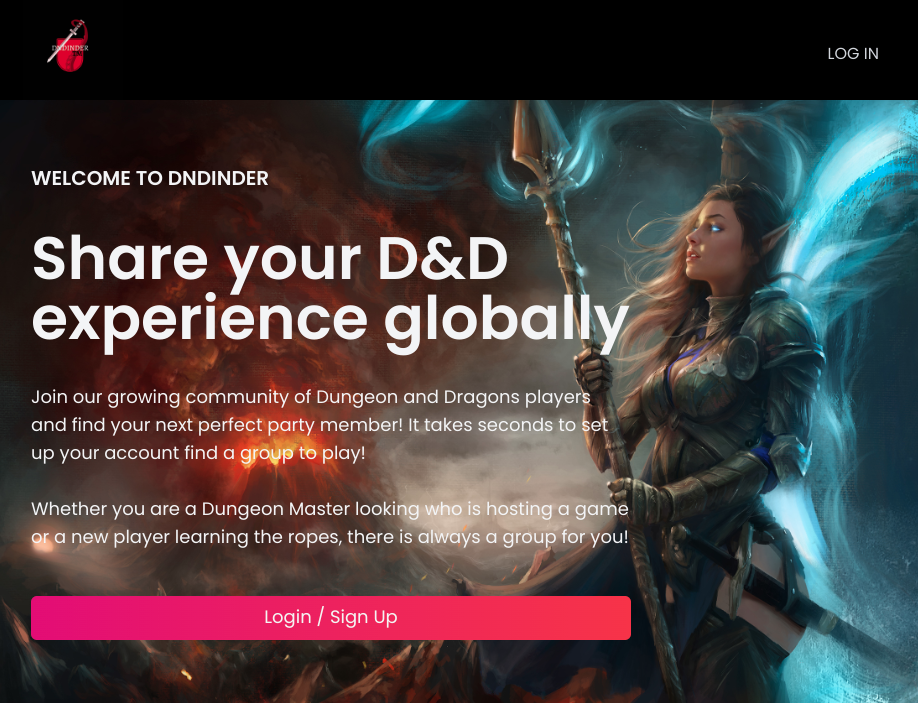 DNDINDER
LOG IN
WELCOME TO DNDINDER
Share your D&D
experience globally
Join our growing community of Dungeon and Dragons players
and find your next perfect party member! It takes seconds to set
up your account find a group to play!
Whether you are a Dungeon Master looking who is hosting a game
or a new player learning the ropes, there is always a group for you!
Login / Sign Up